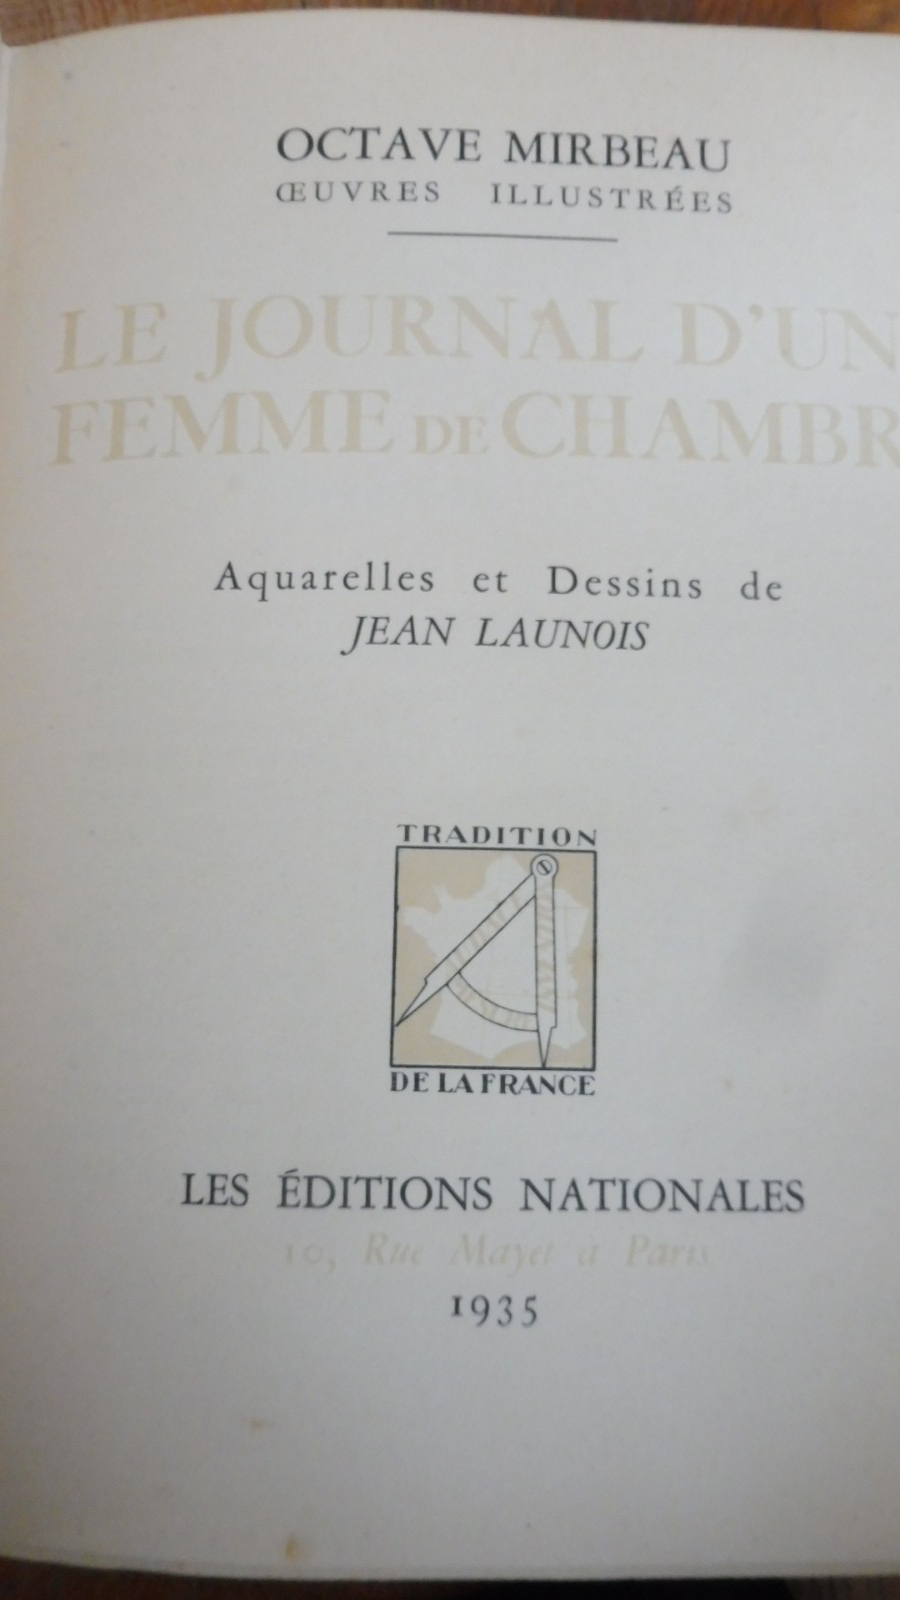 OCTAVE MIRBEAU
ŒUVRES ILLUSTRÉES
LE JOURNAL D'UN
FEMME DE CHAMBR
Aquarelles et Dessins de
JEAN LAUNOIS
TRADITION
DE LA FRANCE
LES ÉDITIONS NATIONALES
10, Rue Mayet à Paris
1935